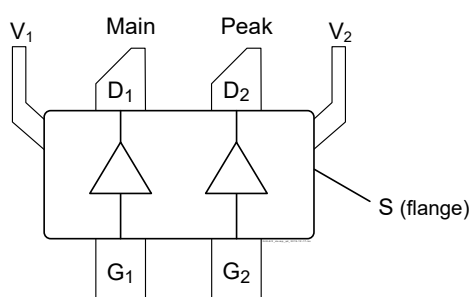 Main Peak
V1 V2
D1 D2
S (flange)
G1 G2